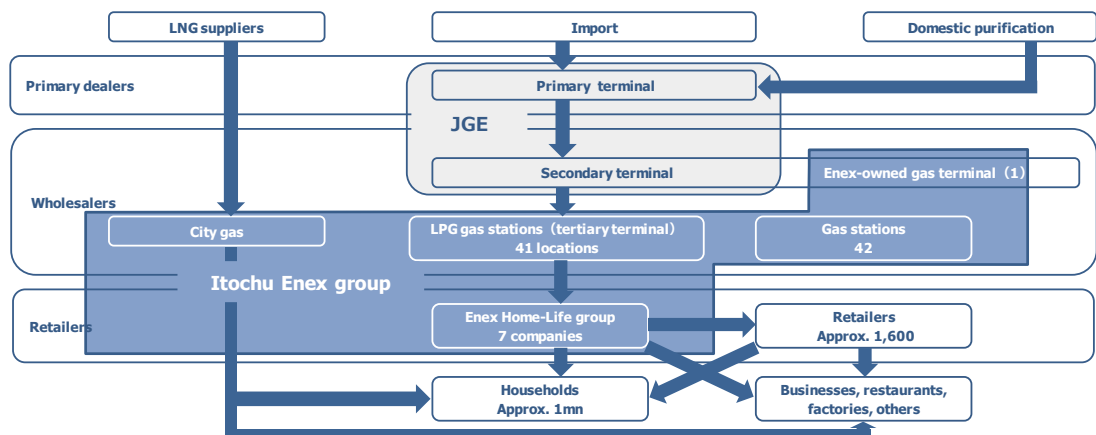 LNG suppliers
Import
Domestic purification
Primary dealers
Primary terminal
JGE
Secondary terminal
Enex-owned gas terminal（1）
Wholesalers
City gas
LPG gas stations（tertiary terminal）
41 locations
Gas stations
42
Itochu Enex group
Retailers
Enex Home-Life group
7 companies
Retailers
Approx. 1,600
Households
Approx. 1mn
Businesses, restaurants,
factories, others